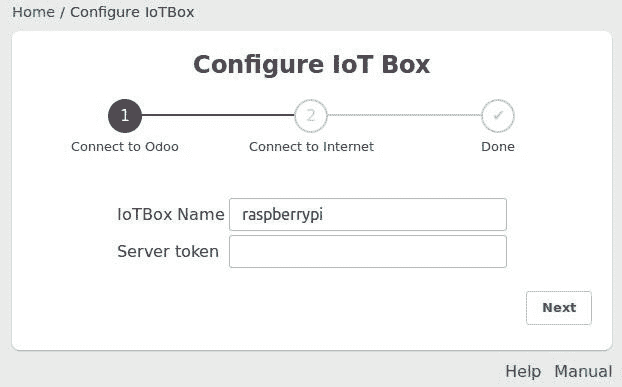 Home / Configure IoTBox
Configure IoT Box
1 2 ✔
Connect to Odoo Connect to Internet Done
IoTBox Name raspberrypi
Server token
Next
Help Manual